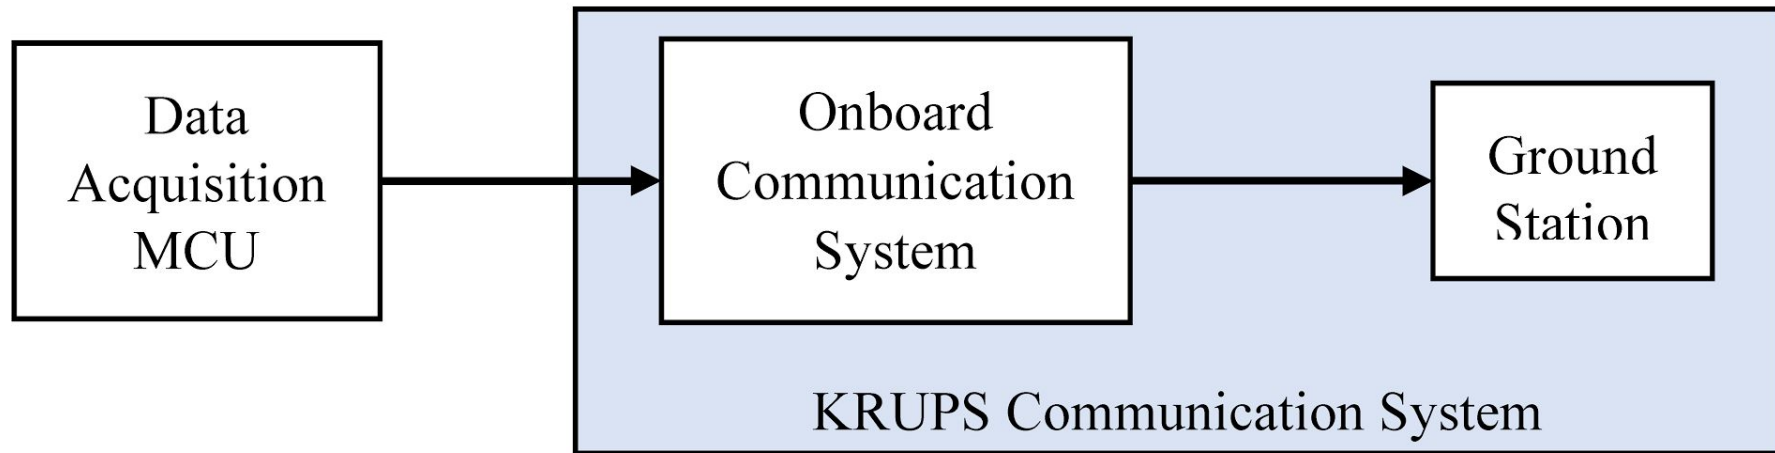 Data
Acquisition
MCU
Onboard
Communication
System
Ground
Station
KRUPS Communication System